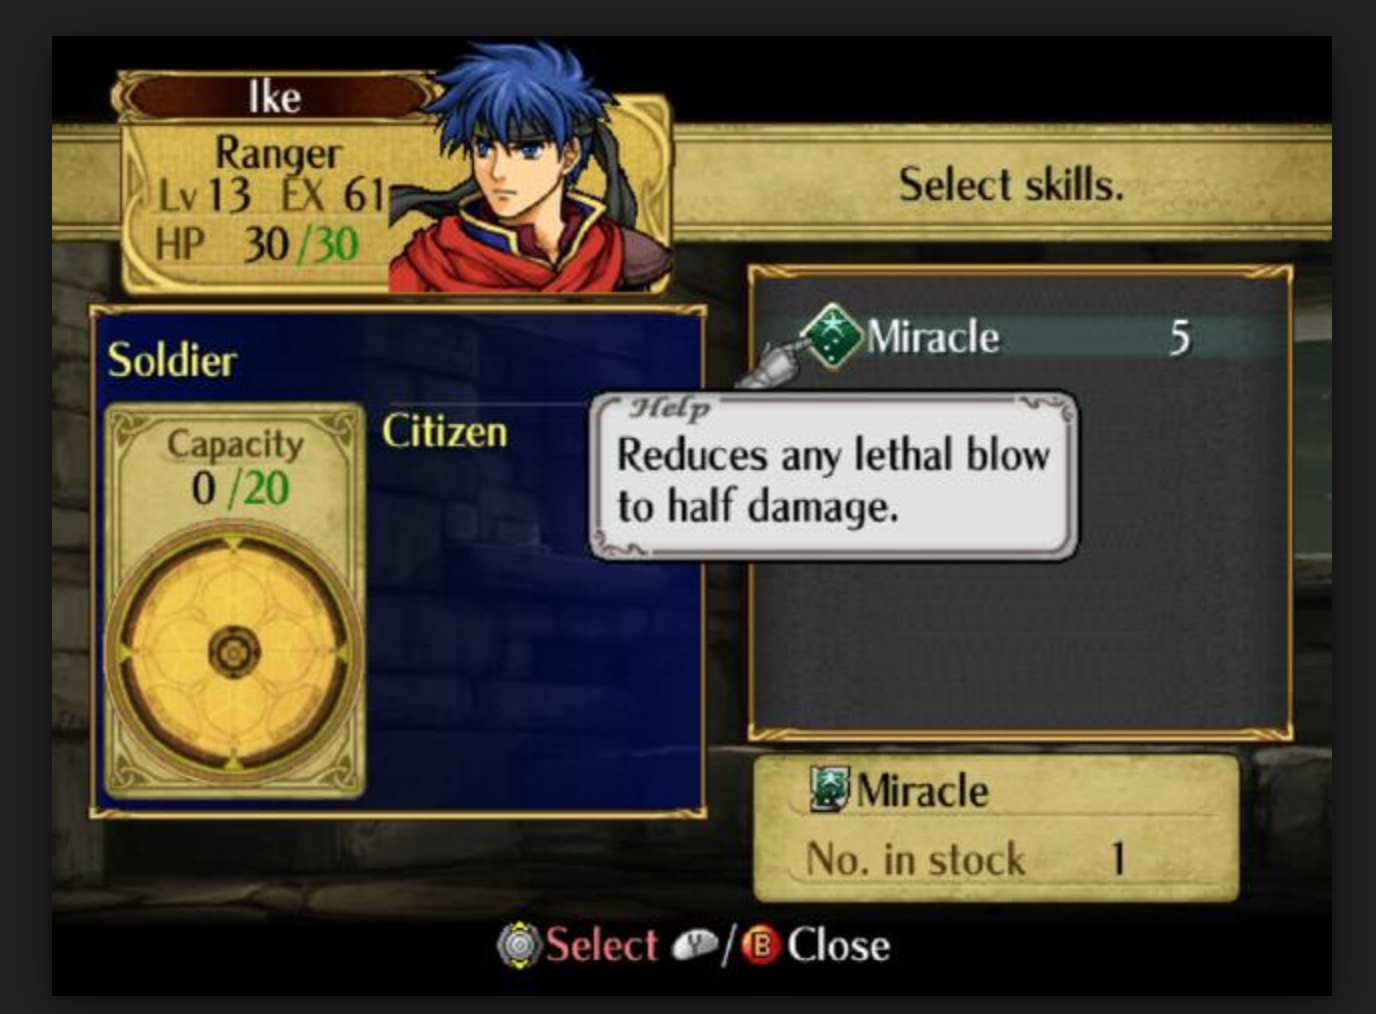 Ike
Ranger
Lv 13 EX 61
HP 30/30
Select skills.
Soldier
Capacity
0/20
Citizen
Miracle 5
Help
Reduces any lethal blow
to half damage.
Miracle
No. in stock 1
Select Y/B Close